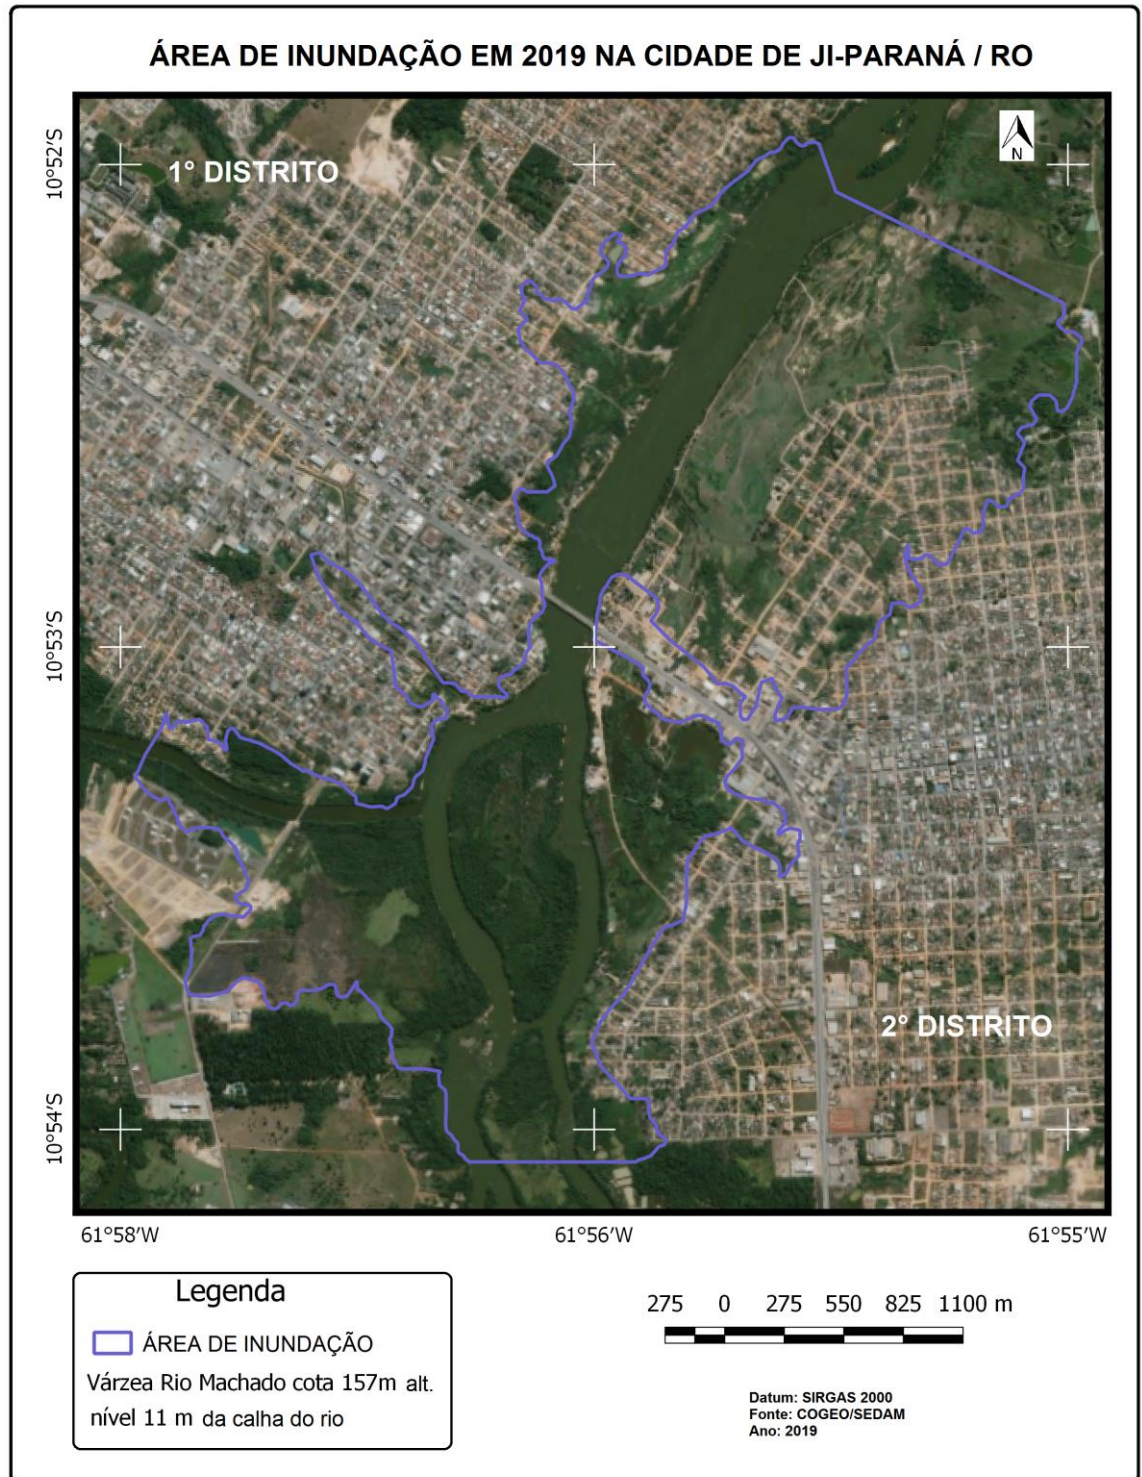 ÁREA DE INUNDAÇÃO EM 2019 NA CIDADE DE JI-PARANÁ / RO
10°52'S
1° DISTRITO
N
10°53'S
2° DISTRITO
10°54'S
61°58'W 61°56'W 61°55'W
Legenda
ÁREA DE INUNDAÇÃO
Várzea Rio Machado cota 157m alt.
nível 11 m da calha do rio
275 0 275 550 825 1100 m
Datum: SIRGAS 2000
Fonte: COGEO/SEDAM
Ano: 2019